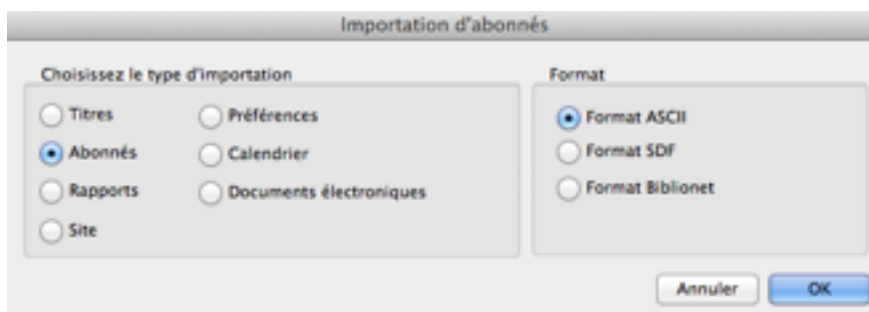 Importation d'abonnés
Choisissez le type d'importation
Titres
Abonnés
Rapports
Site
Préférences
Calendrier
Documents électroniques
Format
Format ASCII
Format SDF
Format Biblionet
Annuler
OK